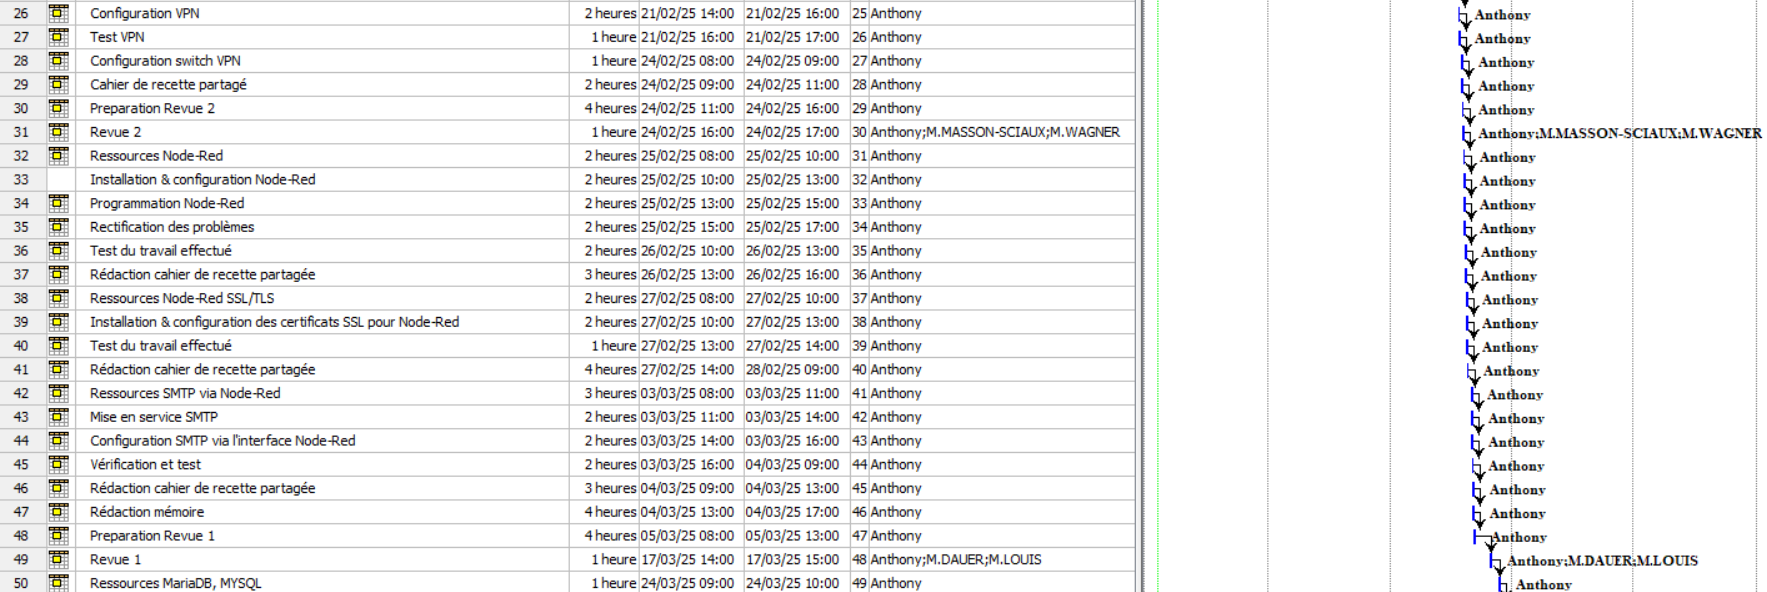 26 Configuration VPN 2 heures 21/02/25 14:00 21/02/25 16:00 25 Anthony Anthony
27 Test VPN 1 heure 21/02/25 16:00 21/02/25 17:00 26 Anthony Anthony
28 Configuration switch VPN 1 heure 24/02/25 08:00 24/02/25 09:00 27 Anthony Anthony
29 Cahier de recette partagé 2 heures 24/02/25 09:00 24/02/25 11:00 28 Anthony Anthony
30 Preparation Revue 2 4 heures 24/02/25 11:00 24/02/25 16:00 29 Anthony Anthony
31 Revue 2 1 heure 24/02/25 16:00 24/02/25 17:00 30 Anthony;M.MASSON-SCIAUX;M.WAGNER Anthony;M.MASSON-SCIAUX;M.WAGNER
32 Ressources Node-Red 2 heures 25/02/25 08:00 25/02/25 10:00 31 Anthony Anthony
33 Installation & configuration Node-Red 2 heures 25/02/25 10:00 25/02/25 13:00 32 Anthony Anthony
34 Programmation Node-Red 2 heures 25/02/25 13:00 25/02/25 15:00 33 Anthony Anthony
35 Rectification des problèmes 2 heures 25/02/25 15:00 25/02/25 17:00 34 Anthony Anthony
36 Test du travail effectué 2 heures 26/02/25 10:00 26/02/25 13:00 35 Anthony Anthony
37 Rédaction cahier de recette partagée 3 heures 26/02/25 13:00 26/02/25 16:00 36 Anthony Anthony
38 Ressources Node-Red SSL/TLS 2 heures 27/02/25 08:00 27/02/25 10:00 37 Anthony Anthony
39 Installation & configuration des certificats SSL pour Node-Red 2 heures 27/02/25 10:00 27/02/25 13:00 38 Anthony Anthony
40 Test du travail effectué 1 heure 27/02/25 13:00 27/02/25 14:00 39 Anthony Anthony
41 Rédaction cahier de recette partagée 4 heures 27/02/25 14:00 28/02/25 09:00 40 Anthony Anthony
42 Ressources SMTP via Node-Red 3 heures 03/03/25 08:00 03/03/25 11:00 41 Anthony Anthony
43 Mise en service SMTP 2 heures 03/03/25 11:00 03/03/25 14:00 42 Anthony Anthony
44 Configuration SMTP via l'interface Node-Red 2 heures 03/03/25 14:00 03/03/25 16:00 43 Anthony Anthony
45 Vérification et test 2 heures 03/03/25 16:00 04/03/25 09:00 44 Anthony Anthony
46 Rédaction cahier de recette partagée 3 heures 04/03/25 09:00 04/03/25 13:00 45 Anthony Anthony
47 Rédaction mémoire 4 heures 04/03/25 13:00 04/03/25 17:00 46 Anthony Anthony
48 Preparation Revue 1 4 heures 05/03/25 08:00 05/03/25 13:00 47 Anthony Anthony
49 Revue 1 1 heure 17/03/25 14:00 17/03/25 15:00 48 Anthony;M.DAUER;M.LOUIS Anthony;M.DAUER;M.LOUIS
50 Ressources MariaDB, MYSQL 1 heure 24/03/25 09:00 24/03/25 10:00 49 Anthony Anthony